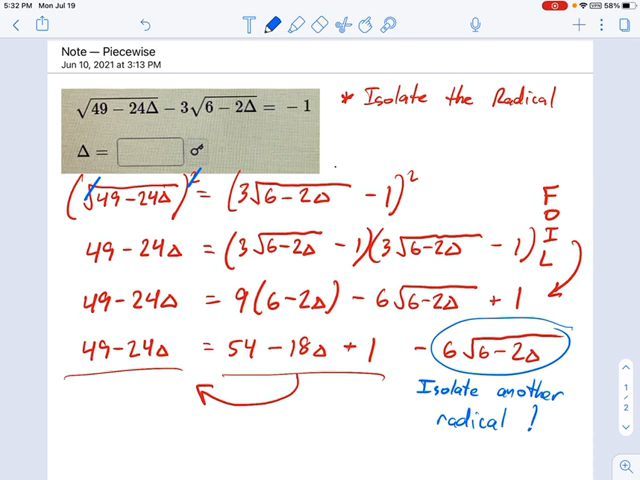 5:32 PM Mon Jul 19
58%
Note — Piecewise
Jun 10, 2021 at 3:13 PM
√(49 − 24Δ) − 3√(6 − 2Δ) = − 1
Δ =
* Isolate the Radical
(√(49 − 24Δ))² = (3√(6 − 2Δ) − 1)²
49 − 24Δ = (3√(6 − 2Δ) − 1)(3√(6 − 2Δ) − 1)
FOIL
49 − 24Δ = 9(6 − 2Δ) − 6√(6 − 2Δ) + 1
49 − 24Δ = 54 − 18Δ + 1 − 6√(6 − 2Δ)
Isolate another
radical !
1
/
2